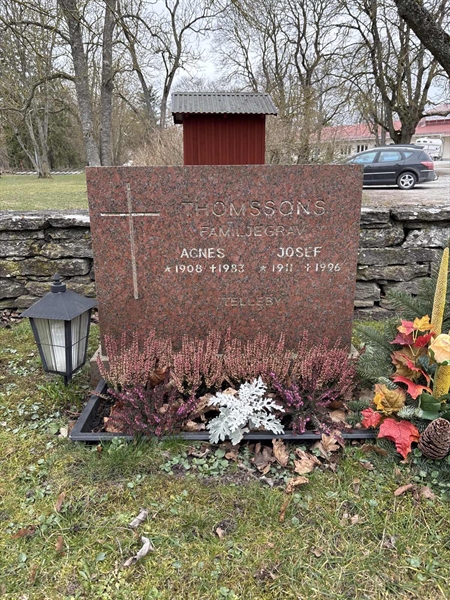 THOMSSONS
FAMILJEGRAV
AGNES JOSEF
*1908 †1983 *1911 †1996
TELLEBY